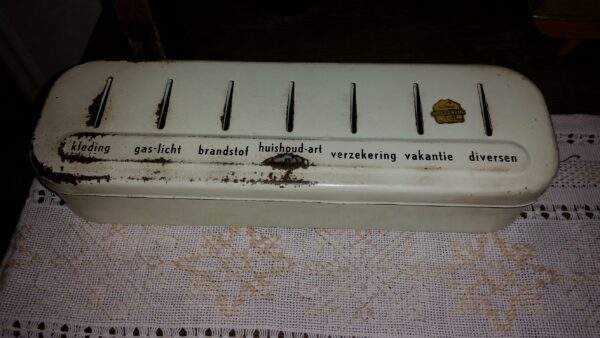 kleding gas-licht brandstof huishoud-art verzekering vakantie diversen